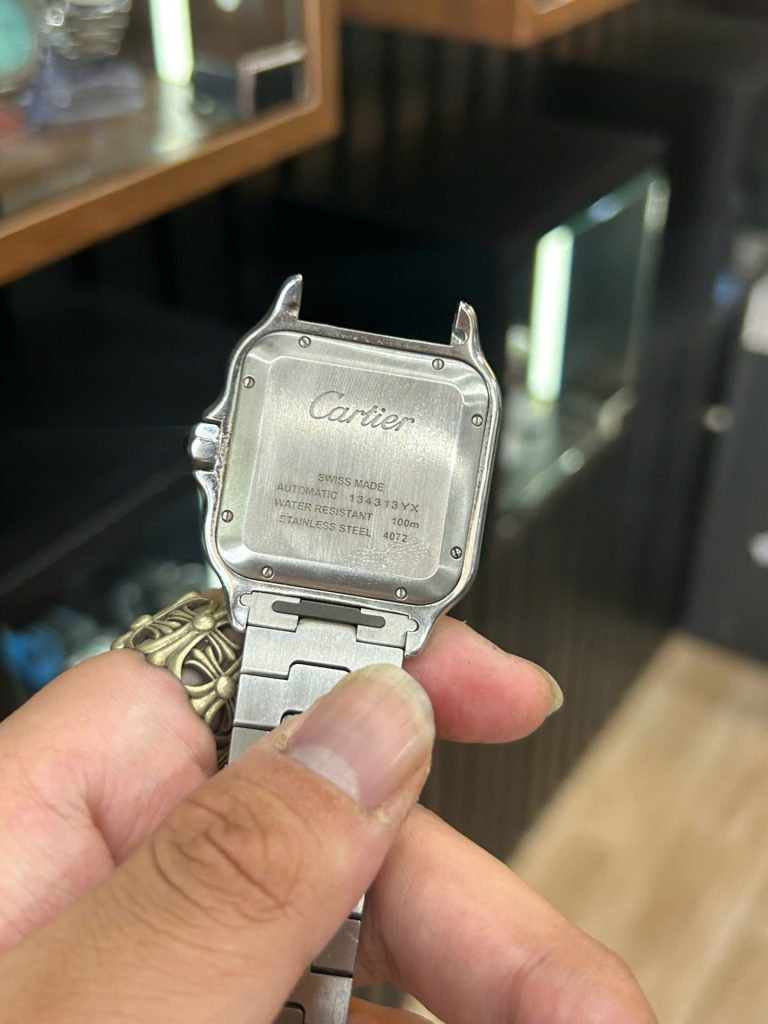 Cartier
SWISS MADE
AUTOMATIC 134313YX
WATER RESISTANT 100m
STAINLESS STEEL 4072